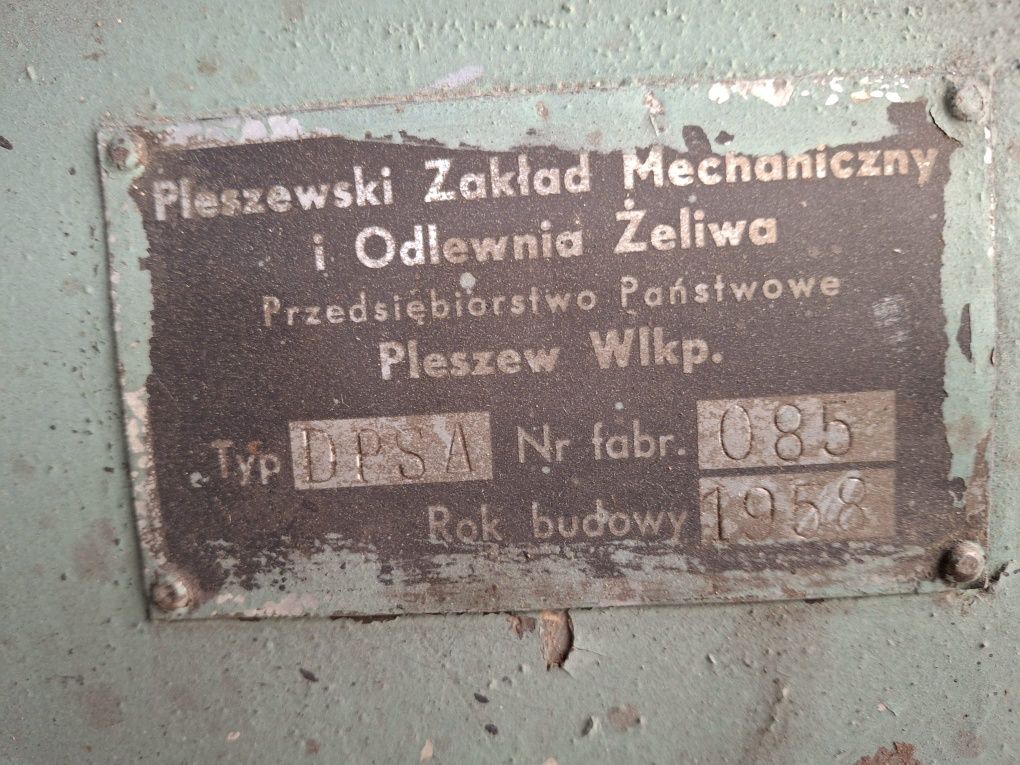 Pleszewski Zakład Mechaniczny
i Odlewnia Żeliwa
Przedsiębiorstwo Państwowe
Pleszew Wlkp.
Typ DPSA Nr fabr. 085
Rok budowy 1958